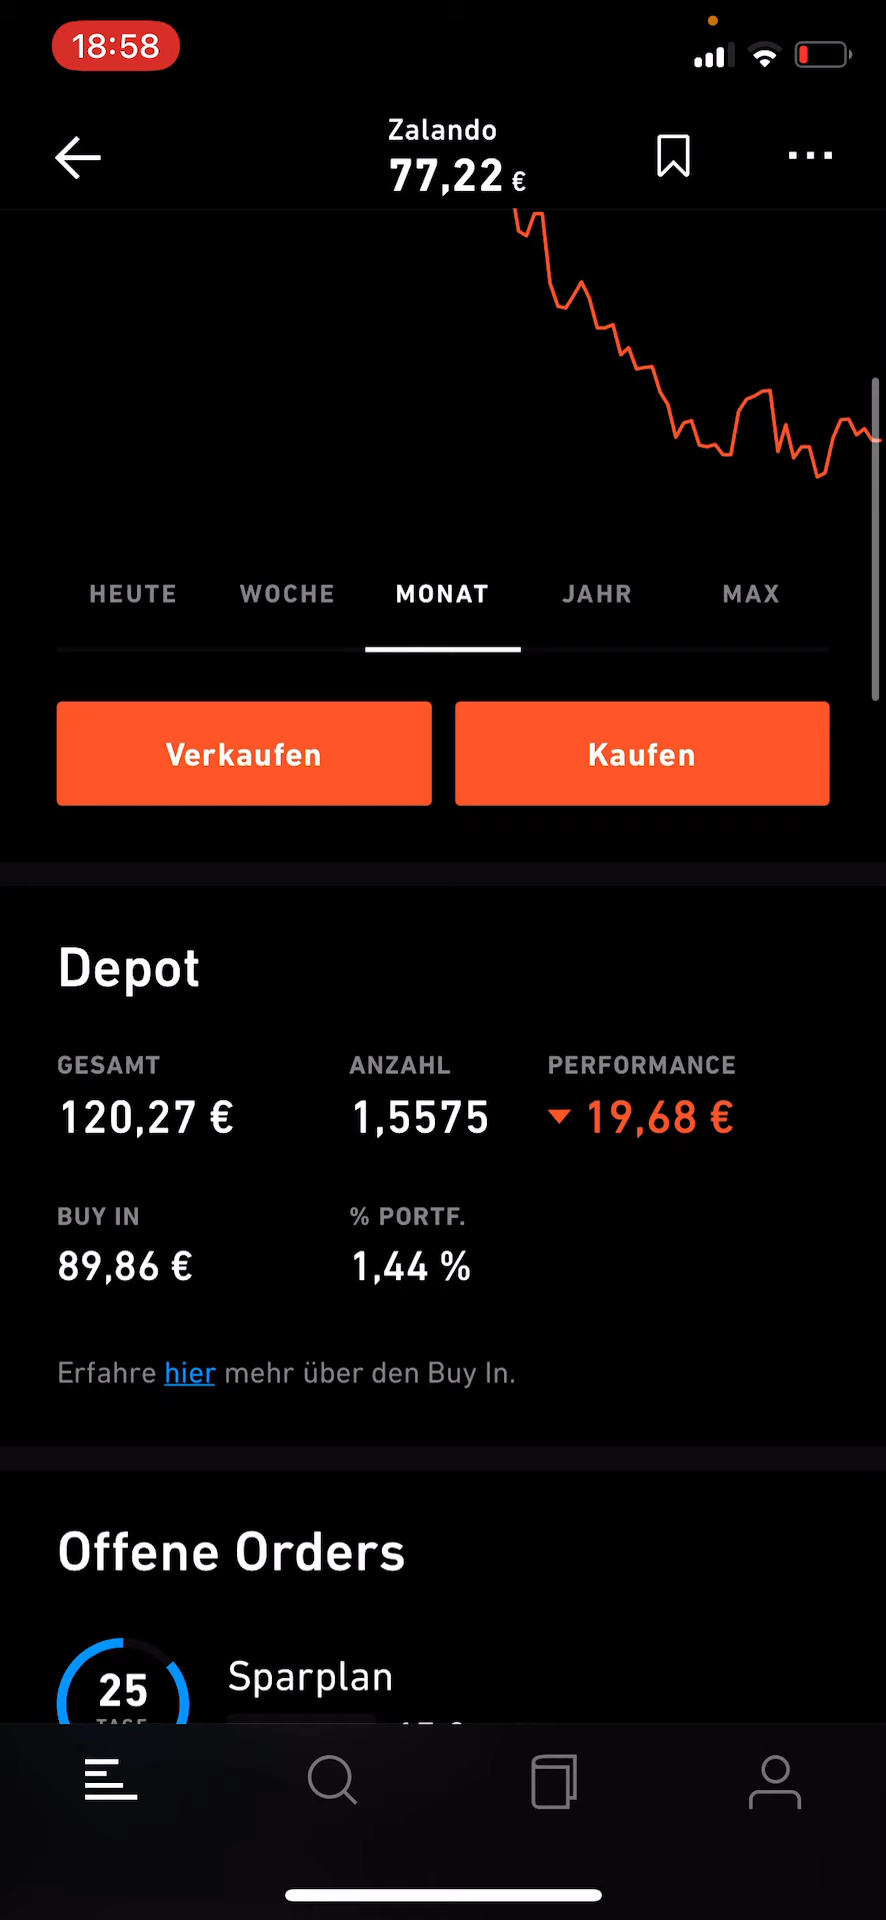 18:58
Zalando
77,22 €
HEUTE WOCHE MONAT JAHR MAX
Verkaufen Kaufen
Depot
GESAMT ANZAHL PERFORMANCE
120,27 € 1,5575 19,68 €
BUY IN % PORTF.
89,86 € 1,44 %
Erfahre hier mehr über den Buy In.
Offene Orders
25
Sparplan